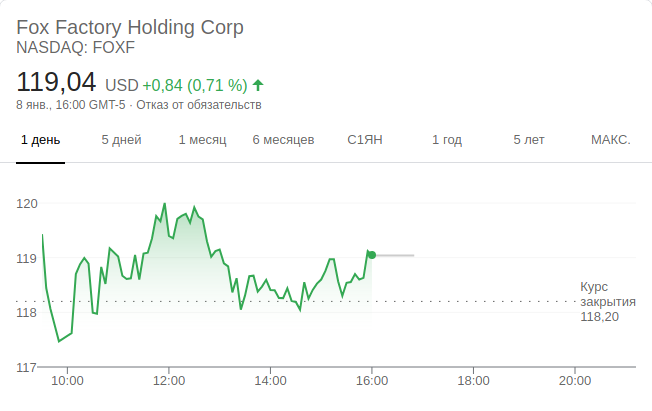 Fox Factory Holding Corp
NASDAQ: FOXF
119,04 USD +0,84 (0,71 %)
8 янв., 16:00 GMT-5 · Отказ от обязательств
1 день 5 дней 1 месяц 6 месяцев С1ЯН 1 год 5 лет МАКС.
120
119
118
117
Курс
закрытия
118,20
10:00 12:00 14:00 16:00 18:00 20:00